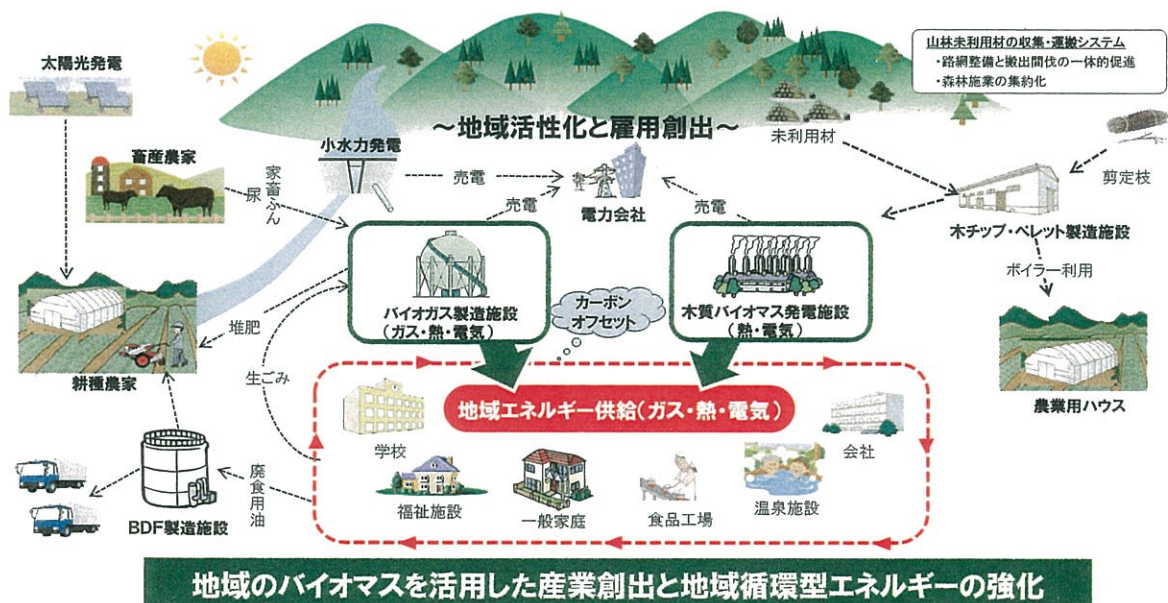 山林未利用材の収集・運搬システム
・路網整備と搬出間伐の一体的促進
・森林施業の集約化
太陽光発電
～地域活性化と雇用創出～
未利用材
小水力発電
畜産農家
家畜ふん
尿
売電
売電
電力会社
売電
剪定枝
木チップ・ペレット製造施設
ボイラー利用
バイオガス製造施設
(ガス・熱・電気)
カーボン
オフセット
木質バイオマス発電施設
(熱・電気)
堆肥
耕種農家
生ごみ
農業用ハウス
地域エネルギー供給(ガス・熱・電気)
学校
会社
福祉施設
一般家庭
食品工場
温泉施設
廃食用油
BDF製造施設
地域のバイオマスを活用した産業創出と地域循環型エネルギーの強化